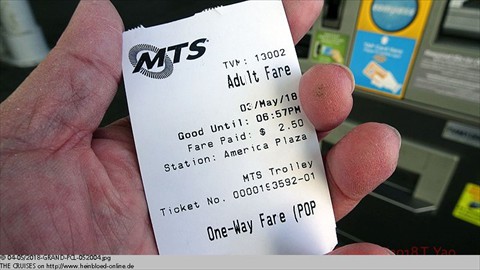 MTS
TVM: 13002
Adult Fare
03/May/18
Good Until: 06:57PM
Fare Paid: $ 2.50
Station: America Plaza
MTS Trolley
Ticket No. 0000193592-01
One-Way Fare (POP
© 04-05/2018-GRAND-PCL-052004.jpg
THE CRUISES on http://www.heinbloed-online.de